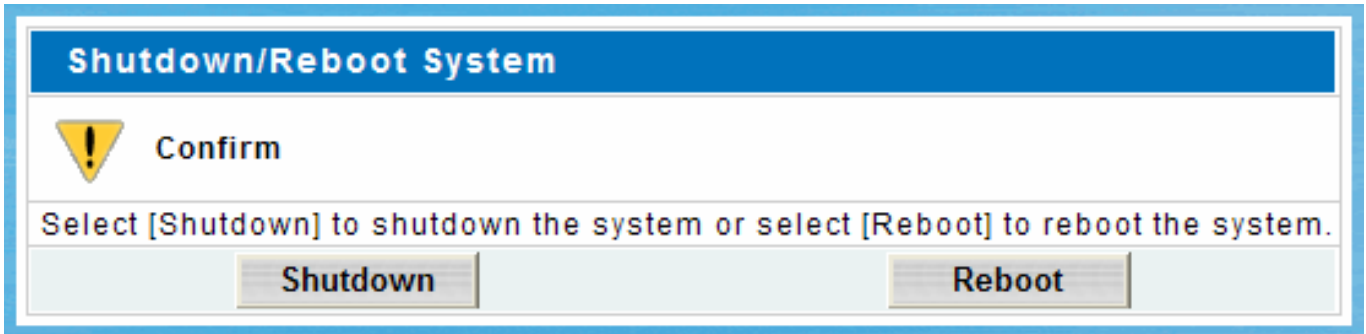 Shutdown/Reboot System
Confirm
Select [Shutdown] to shutdown the system or select [Reboot] to reboot the system.
Shutdown
Reboot